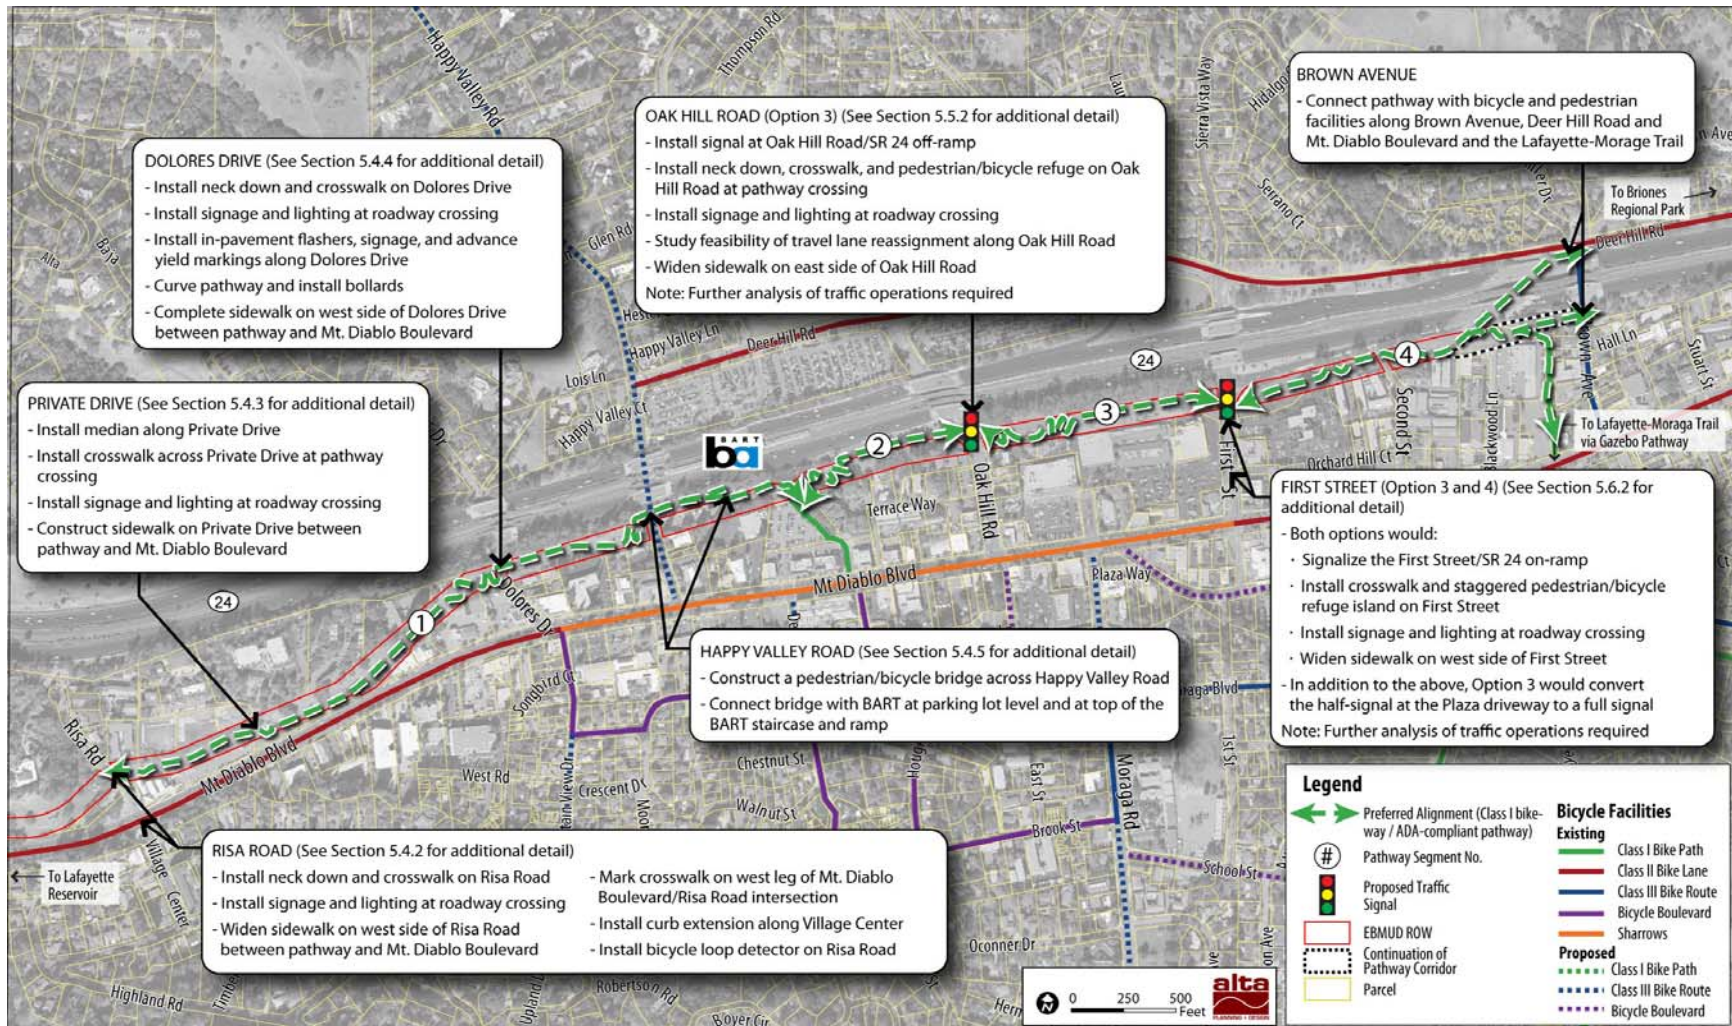 Happy Valley Rd
Thompson Rd
Sierra Vista Way
DOLORES DRIVE (See Section 5.4.4 for additional detail)
- Install neck down and crosswalk on Dolores Drive
- Install signage and lighting at roadway crossing
- Install in-pavement flashers, signage, and advance
yield markings along Dolores Drive
- Curve pathway and install bollards
- Complete sidewalk on west side of Dolores Drive
between pathway and Mt. Diablo Boulevard
OAK HILL ROAD (Option 3) (See Section 5.5.2 for additional detail)
- Install signal at Oak Hill Road/SR 24 off-ramp
- Install neck down, crosswalk, and pedestrian/bicycle refuge on Oak
Hill Road at pathway crossing
- Install signage and lighting at roadway crossing
- Study feasibility of travel lane reassignment along Oak Hill Road
- Widen sidewalk on east side of Oak Hill Road
Note: Further analysis of traffic operations required
BROWN AVENUE
- Connect pathway with bicycle and pedestrian
facilities along Brown Avenue, Deer Hill Road and
Mt. Diablo Boulevard and the Lafayette-Morage Trail
Serrano Ct
To Briones
Regional Park
Deer Hill Rd
Baja
Alta
Glen Rd
Happy Valley Ln
Deer Hill Rd
Lois Ln
Happy Valley Ct
24
PRIVATE DRIVE (See Section 5.4.3 for additional detail)
- Install median along Private Drive
- Install crosswalk across Private Drive at pathway
crossing
- Install signage and lighting at roadway crossing
- Construct sidewalk on Private Drive between
pathway and Mt. Diablo Boulevard
BART
ba
1
2
3
4
24
Hall Ln
Stuart St
Second St
Blackwood Ln
Orchard Hill Ct
To Lafayette-Moraga Trail
via Gazebo Pathway
First St
Oak Hill Rd
Terrace Way
Plaza Way
Mt Diablo Blvd
Dolores Dr
Songbird Ct
HAPPY VALLEY ROAD (See Section 5.4.5 for additional detail)
- Construct a pedestrian/bicycle bridge across Happy Valley Road
- Connect bridge with BART at parking lot level and at top of the
BART staircase and ramp
FIRST STREET (Option 3 and 4) (See Section 5.6.2 for
additional detail)
- Both options would:
· Signalize the First Street/SR 24 on-ramp
· Install crosswalk and staggered pedestrian/bicycle
refuge island on First Street
· Install signage and lighting at roadway crossing
· Widen sidewalk on west side of First Street
- In addition to the above, Option 3 would convert
the half-signal at the Plaza driveway to a full signal
Note: Further analysis of traffic operations required
Risa Rd
Mt Diablo Blvd
West Rd
Crescent Dr
Chestnut St
Walnut St
East St
1st St
Moraga Rd
Brook St
School St
Village Center
To Lafayette
Reservoir
RISA ROAD (See Section 5.4.2 for additional detail)
- Install neck down and crosswalk on Risa Road
- Install signage and lighting at roadway crossing
- Widen sidewalk on west side of Risa Road
between pathway and Mt. Diablo Boulevard
- Mark crosswalk on west leg of Mt. Diablo
Boulevard/Risa Road intersection
- Install curb extension along Village Center
- Install bicycle loop detector on Risa Road
Highland Rd
Robertson Rd
Boyer Cir
Oconner Dr
0 250 500
Feet
alta
PLANNING + DESIGN
Legend
Preferred Alignment (Class I bike-
way / ADA-compliant pathway)
# Pathway Segment No.
Proposed Traffic
Signal
EBMUD ROW
Continuation of
Pathway Corridor
Parcel
Bicycle Facilities
Existing
Class I Bike Path
Class II Bike Lane
Class III Bike Route
Bicycle Boulevard
Sharrows
Proposed
Class I Bike Path
Class III Bike Route
Bicycle Boulevard